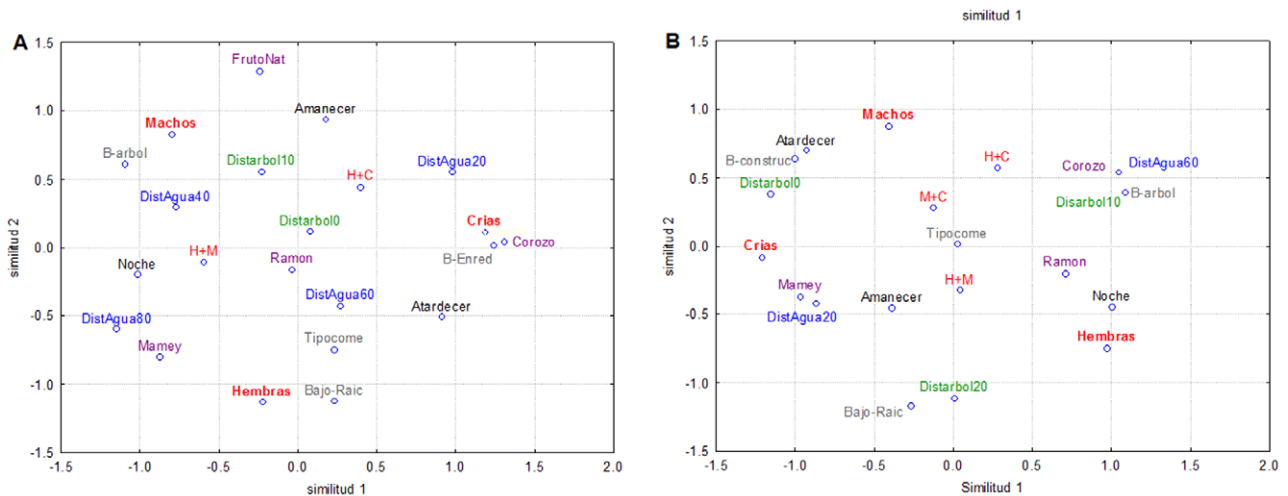 A
1.5
1.0
0.5
0.0
-0.5
-1.0
-1.5
similitud 2
FrutoNat
Amanecer
Machos
B-arbol
Distarbol10
H+C
DistAgua20
DistAgua40
Distarbol0
Crias
Corozo
B-Enred
H+M
Noche
Ramon
DistAgua60
Atardecer
DistAgua80
Mamey
Tipocome
Hembras
Bajo-Raic
-1.5 -1.0 -0.5 0.0 0.5 1.0 1.5 2.0
similitud 1
similitud 1
B
1.5
1.0
0.5
0.0
-0.5
-1.0
-1.5
similitud 2
Machos
Atardecer
B-construc
H+C
Corozo
DistAgua60
Distarbol0
M+C
Disarbol10
B-arbol
Tipocome
Crias
Ramon
Mamey
H+M
DistAgua20
Amanecer
Noche
Hembras
Distarbol20
Bajo-Raic
-1.5 -1.0 -0.5 0.0 0.5 1.0 1.5 2.0
Similitud 1